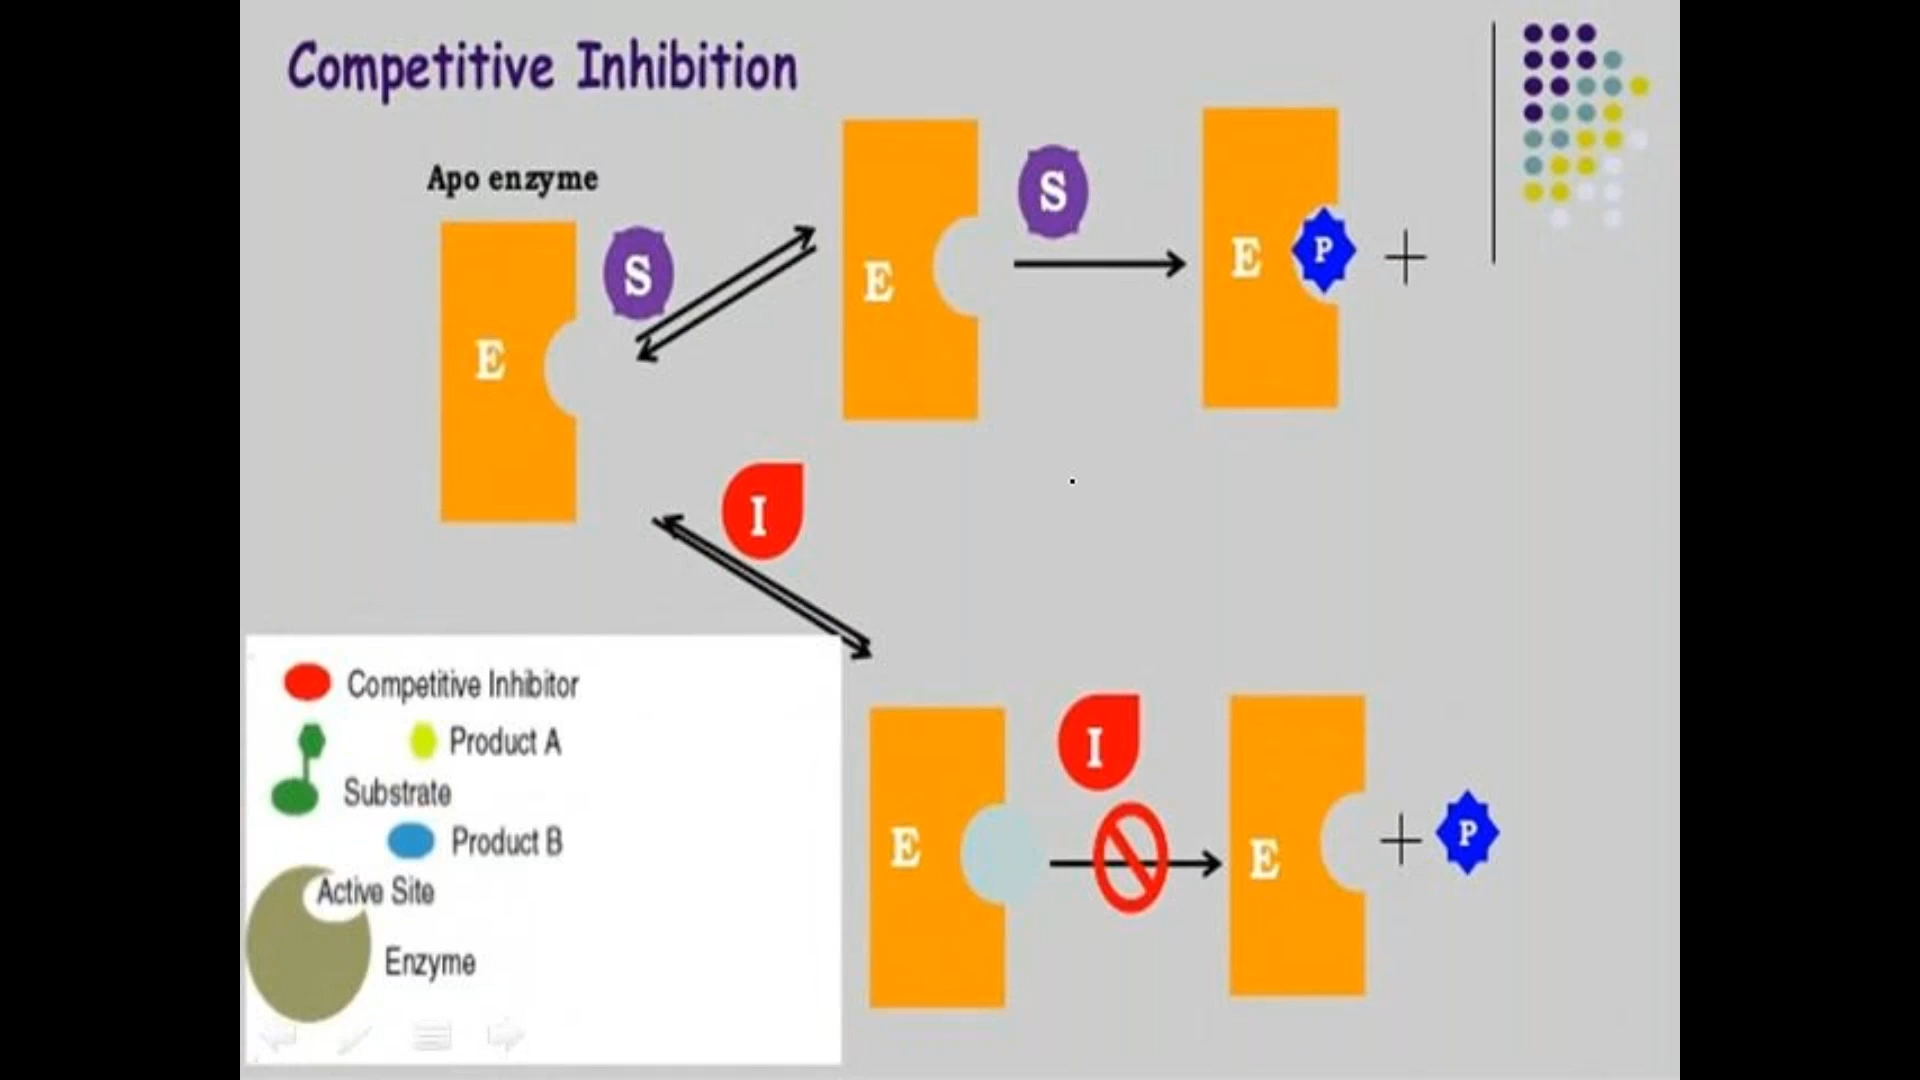 Competitive Inhibition
Apo enzyme
S
E
E
S
E
P
+
I
Competitive Inhibitor
Product A
Substrate
Product B
Active Site
Enzyme
E
I
E
+
P